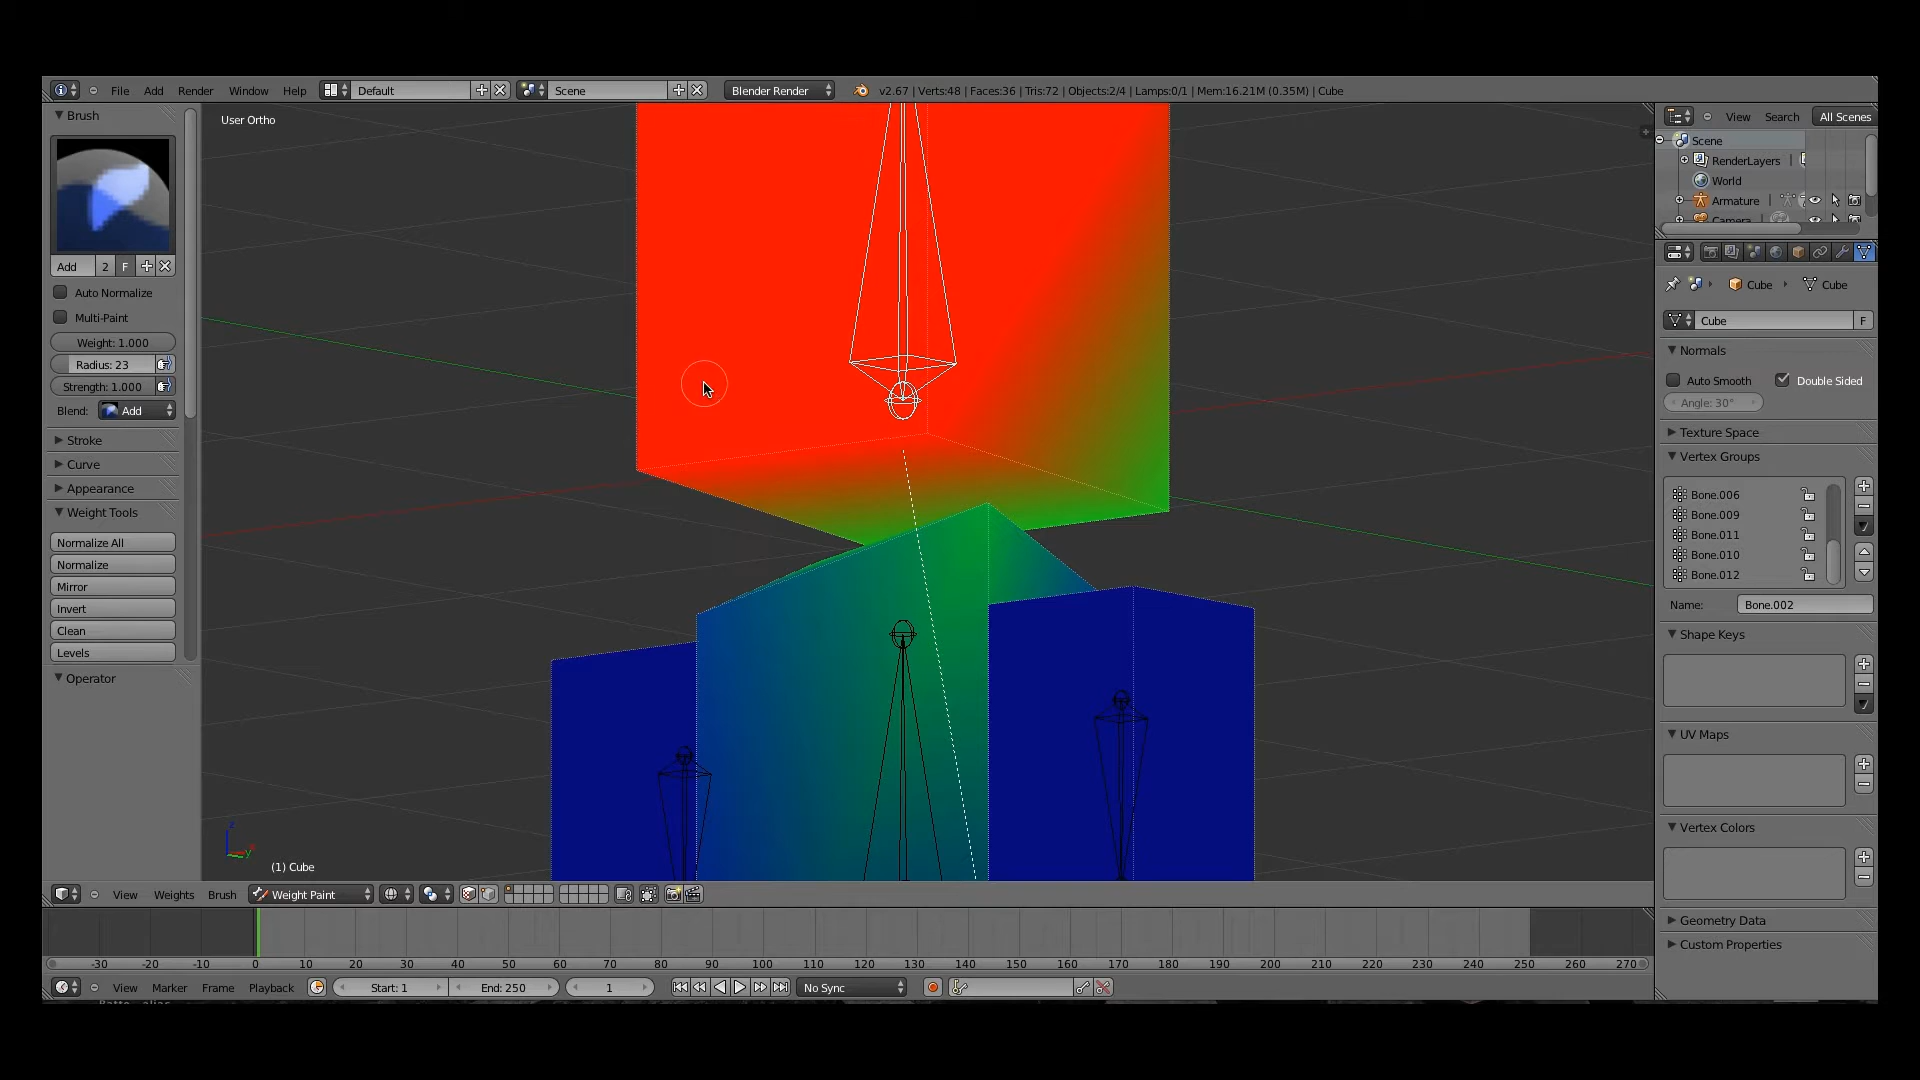 File Add Render Window Help Default Scene Blender Render v2.67 | Verts:48 | Faces:36 | Tris:72 | Objects:2/4 | Lamps:0/1 | Mem:16.21M (0.35M) | Cube
Brush
Add 2 F
Auto Normalize
Multi-Paint
Weight: 1.000
Radius: 23
Strength: 1.000
Blend: Add
Stroke
Curve
Appearance
Weight Tools
Normalize All
Normalize
Mirror
Invert
Clean
Levels
Operator
User Ortho
z
y
(1) Cube
View Weights Brush Weight Paint
-30 -20 -10 0 10 20 30 40 50 60 70 80 90 100 110 120 130 140 150 160 170 180 190 200 210 220 230 240 250 260 270
View Marker Frame Playback Start: 1 End: 250 1 No Sync
View Search All Scenes
Scene
RenderLayers
World
Armature
Camera
Cube Cube
Cube F
Normals
Auto Smooth Double Sided
Angle: 30°
Texture Space
Vertex Groups
Bone.006
Bone.009
Bone.011
Bone.010
Bone.012
Name: Bone.002
Shape Keys
UV Maps
Vertex Colors
Geometry Data
Custom Properties